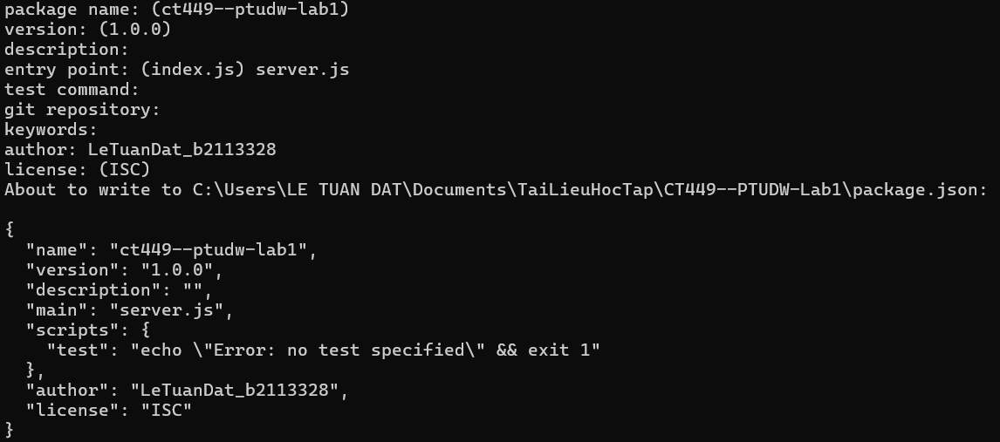 package name: (ct449--ptudw-lab1)
version: (1.0.0)
description:
entry point: (index.js) server.js
test command:
git repository:
keywords:
author: LeTuanDat_b2113328
license: (ISC)
About to write to C:\Users\LE TUAN DAT\Documents\TaiLieuHocTap\CT449--PTUDW-Lab1\package.json:

{
  "name": "ct449--ptudw-lab1",
  "version": "1.0.0",
  "description": "",
  "main": "server.js",
  "scripts": {
    "test": "echo \"Error: no test specified\" && exit 1"
  },
  "author": "LeTuanDat_b2113328",
  "license": "ISC"
}